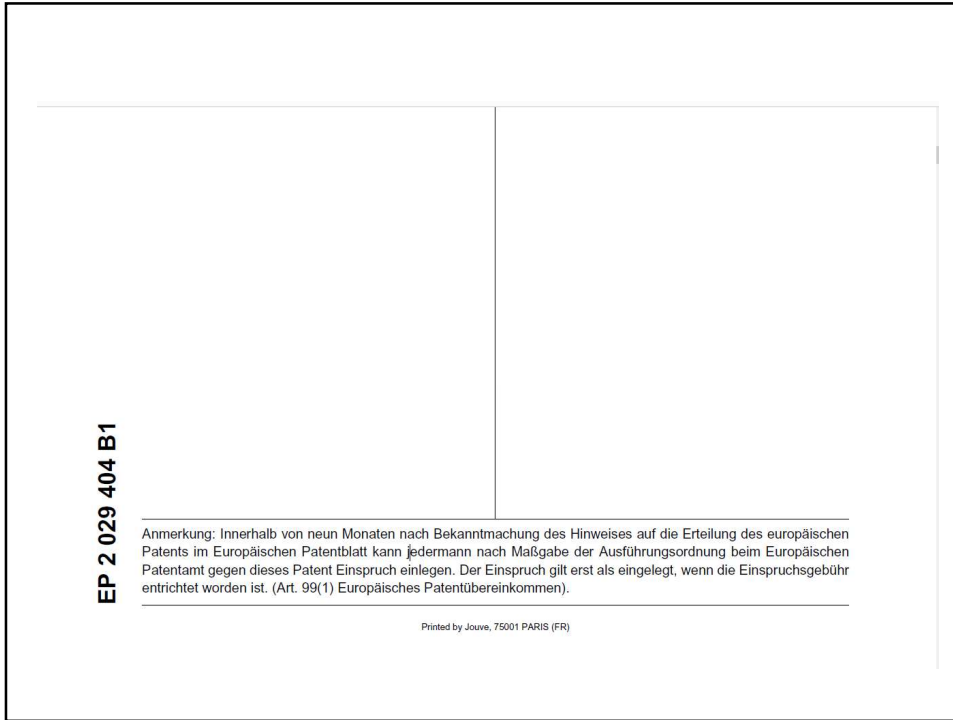 EP 2 029 404 B1
Anmerkung: Innerhalb von neun Monaten nach Bekanntmachung des Hinweises auf die Erteilung des europäischen
Patents im Europäischen Patentblatt kann jedermann nach Maßgabe der Ausführungsordnung beim Europäischen
Patentamt gegen dieses Patent Einspruch einlegen. Der Einspruch gilt erst als eingelegt, wenn die Einspruchsgebühr
entrichtet worden ist. (Art. 99(1) Europäisches Patentübereinkommen).
Printed by Jouve, 75001 PARIS (FR)